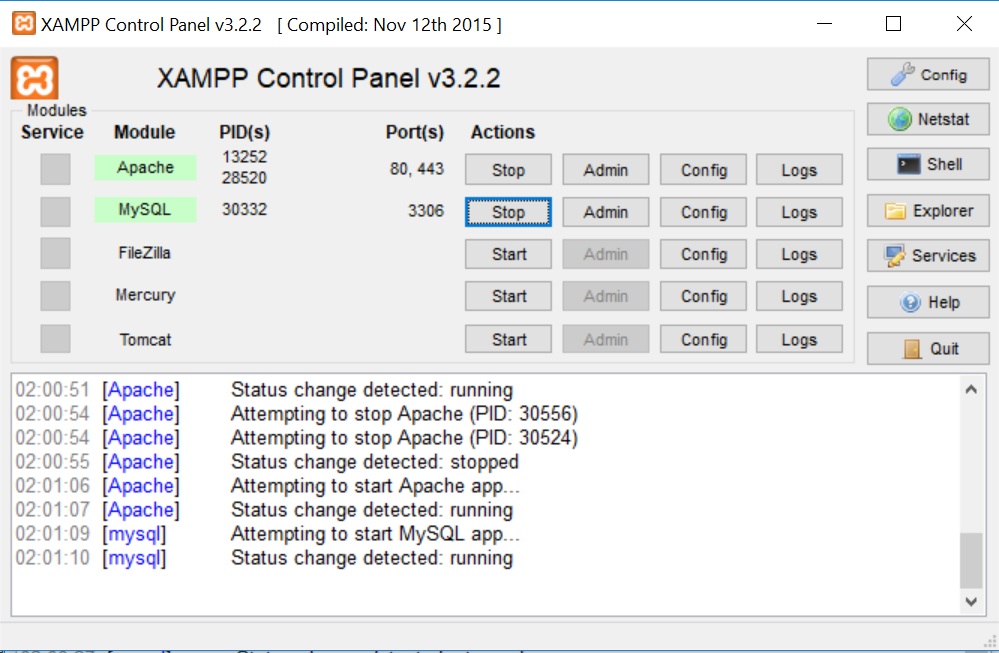 XAMPP Control Panel v3.2.2 [ Compiled: Nov 12th 2015 ]
XAMPP Control Panel v3.2.2
Config
Modules
Service Module PID(s) Port(s) Actions
Netstat
Apache 13252 28520 80, 443 Stop Admin Config Logs
Shell
MySQL 30332 3306 Stop Admin Config Logs
Explorer
FileZilla Start Admin Config Logs
Services
Mercury Start Admin Config Logs
Help
Tomcat Start Admin Config Logs
Quit
02:00:51 [Apache] Status change detected: running
02:00:54 [Apache] Attempting to stop Apache (PID: 30556)
02:00:54 [Apache] Attempting to stop Apache (PID: 30524)
02:00:55 [Apache] Status change detected: stopped
02:01:06 [Apache] Attempting to start Apache app...
02:01:07 [Apache] Status change detected: running
02:01:09 [mysql] Attempting to start MySQL app...
02:01:10 [mysql] Status change detected: running